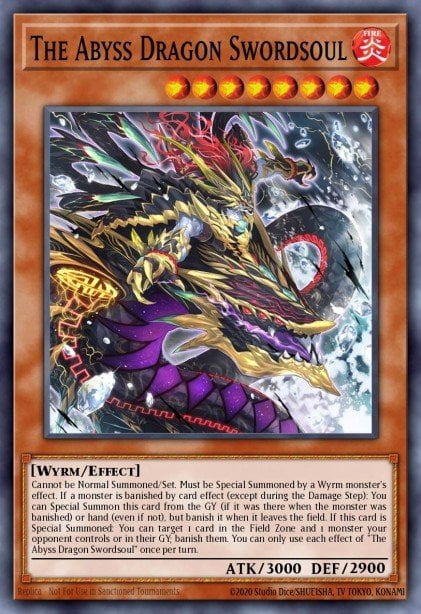 The Abyss Dragon Swordsoul
FIRE
炎
[Wyrm/Effect]
Cannot be Normal Summoned/Set. Must be Special Summoned by a Wyrm monster's
effect. If a monster is banished by card effect (except during the Damage Step): You
can Special Summon this card from the GY (if it was there when the monster was
banished) or hand (even if not), but banish it when it leaves the field. If this card is
Special Summoned: You can target 1 card in the Field Zone and 1 monster your
opponent controls or in their GY; banish them. You can only use each effect of "The
Abyss Dragon Swordsoul" once per turn.
ATK/3000 DEF/2900
Replica - Not For Use in Sanctioned Tournaments
©2020 Studio Dice/SHUEISHA, TV TOKYO, KONAMI